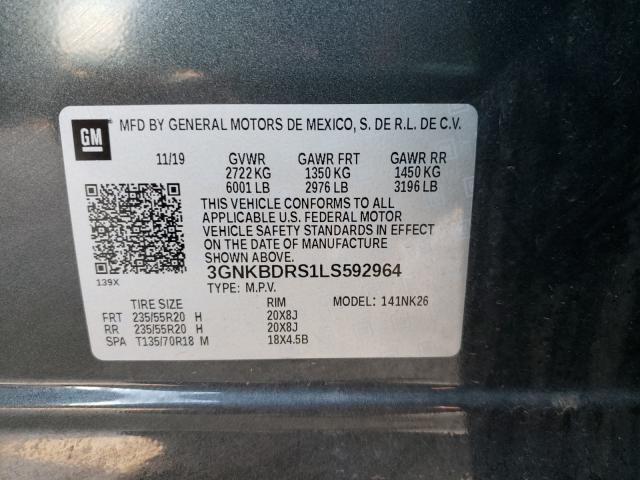 GM MFD BY GENERAL MOTORS DE MEXICO, S. DE R.L. DE C.V.
11/19 GVWR GAWR FRT GAWR RR
2722 KG 1350 KG 1450 KG
6001 LB 2976 LB 3196 LB
THIS VEHICLE CONFORMS TO ALL
APPLICABLE U.S. FEDERAL MOTOR
VEHICLE SAFETY STANDARDS IN EFFECT
ON THE DATE OF MANUFACTURE
SHOWN ABOVE.
3GNKBDRS1LS592964
139X
TYPE: M.P.V.
TIRE SIZE RIM MODEL: 141NK26
FRT 235/55R20 H 20X8J
RR 235/55R20 H 20X8J
SPA T135/70R18 M 18X4.5B